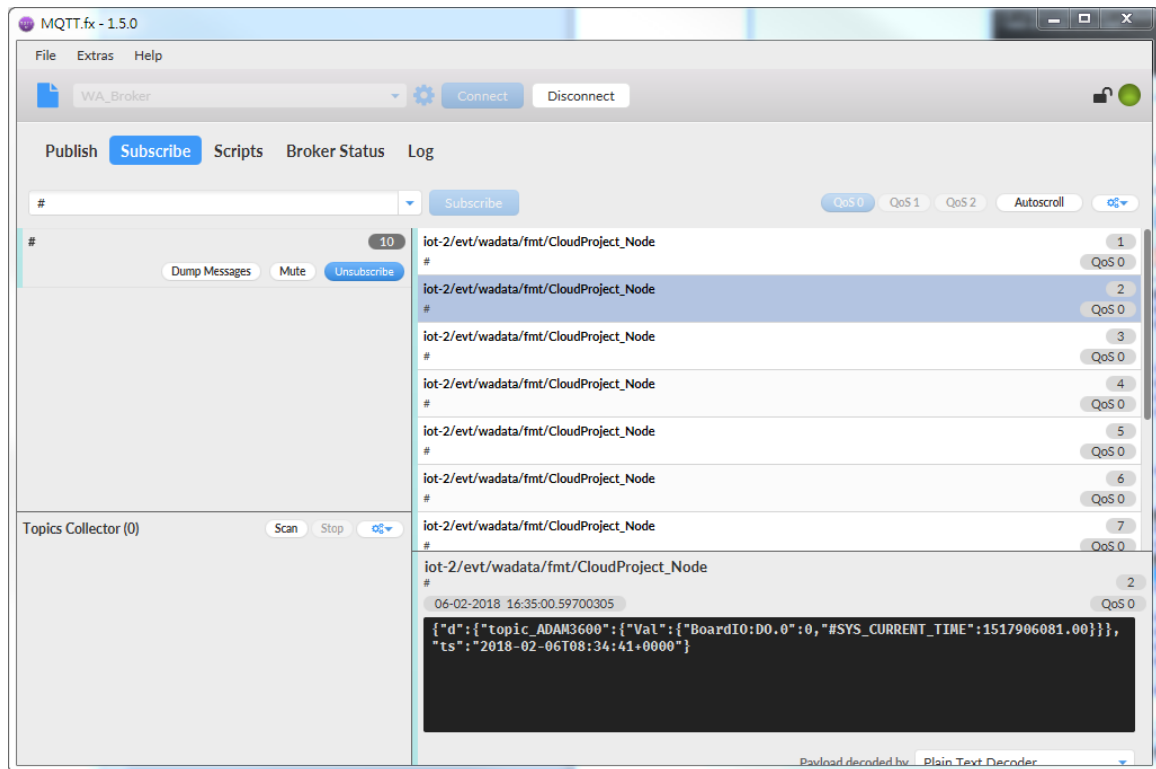 MQTT.fx - 1.5.0
File Extras Help
WA_Broker Connect Disconnect
Publish Subscribe Scripts Broker Status Log
# Subscribe QoS 0 QoS 1 QoS 2 Autoscroll
# 10
Dump Messages Mute Unsubscribe
iot-2/evt/wadata/fmt/CloudProject_Node 1
# QoS 0
iot-2/evt/wadata/fmt/CloudProject_Node 2
# QoS 0
iot-2/evt/wadata/fmt/CloudProject_Node 3
# QoS 0
iot-2/evt/wadata/fmt/CloudProject_Node 4
# QoS 0
iot-2/evt/wadata/fmt/CloudProject_Node 5
# QoS 0
iot-2/evt/wadata/fmt/CloudProject_Node 6
# QoS 0
iot-2/evt/wadata/fmt/CloudProject_Node 7
# QoS 0
Topics Collector (0) Scan Stop
iot-2/evt/wadata/fmt/CloudProject_Node
# 2
06-02-2018 16:35:00.59700305 QoS 0
{"d":{"topic_ADAM3600":{"Val":{"BoardIO:DO.0":0,"#SYS_CURRENT_TIME":1517906081.00}}},
"ts":"2018-02-06T08:34:41+0000"}
Payload decoded by Plain Text Decoder